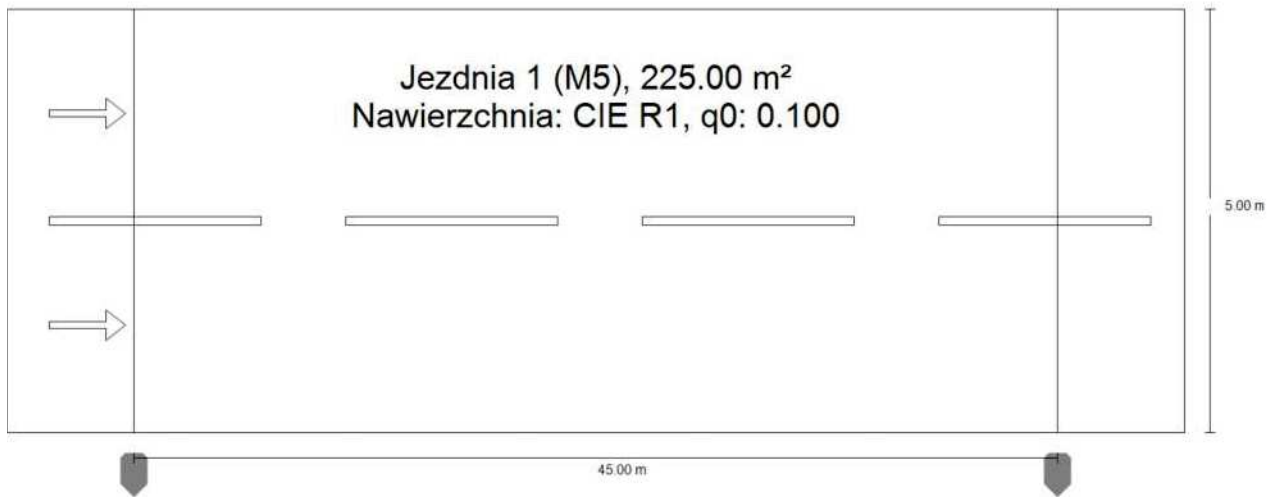 Jezdnia 1 (M5), 225.00 m²
Nawierzchnia: CIE R1, q0: 0.100
5.00 m
45.00 m